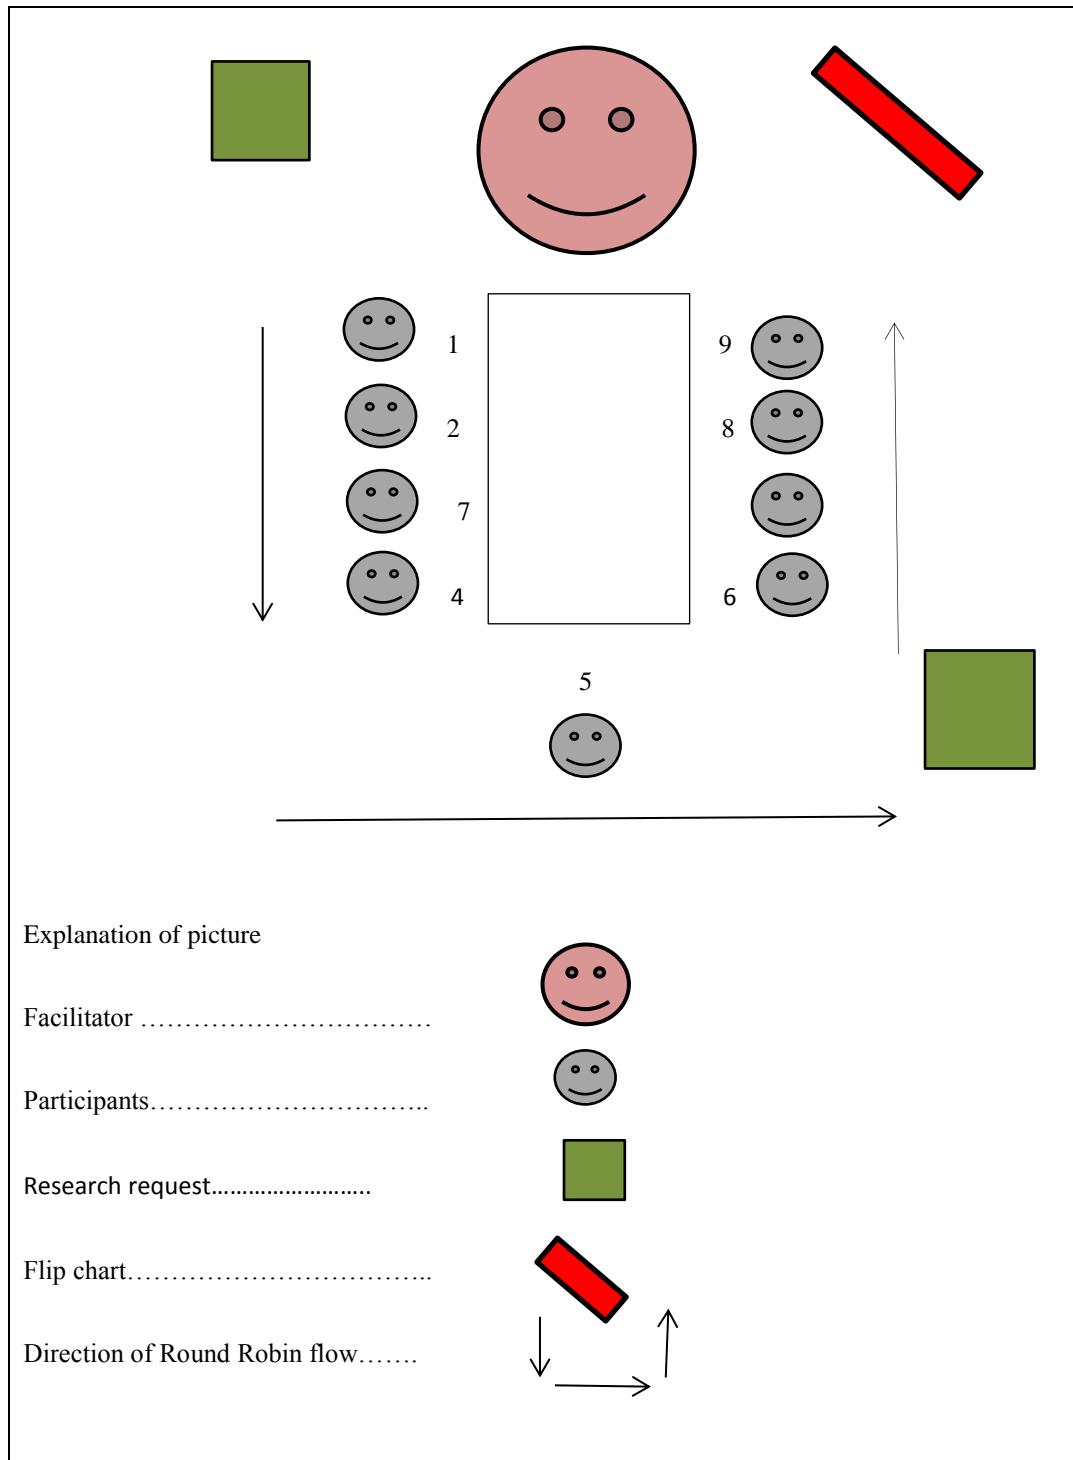 1
9
2
8
7
4
6
5
Explanation of picture
Facilitator ……………………………
Participants…………………………..
Research request……………………..
Flip chart……………………………..
Direction of Round Robin flow…….